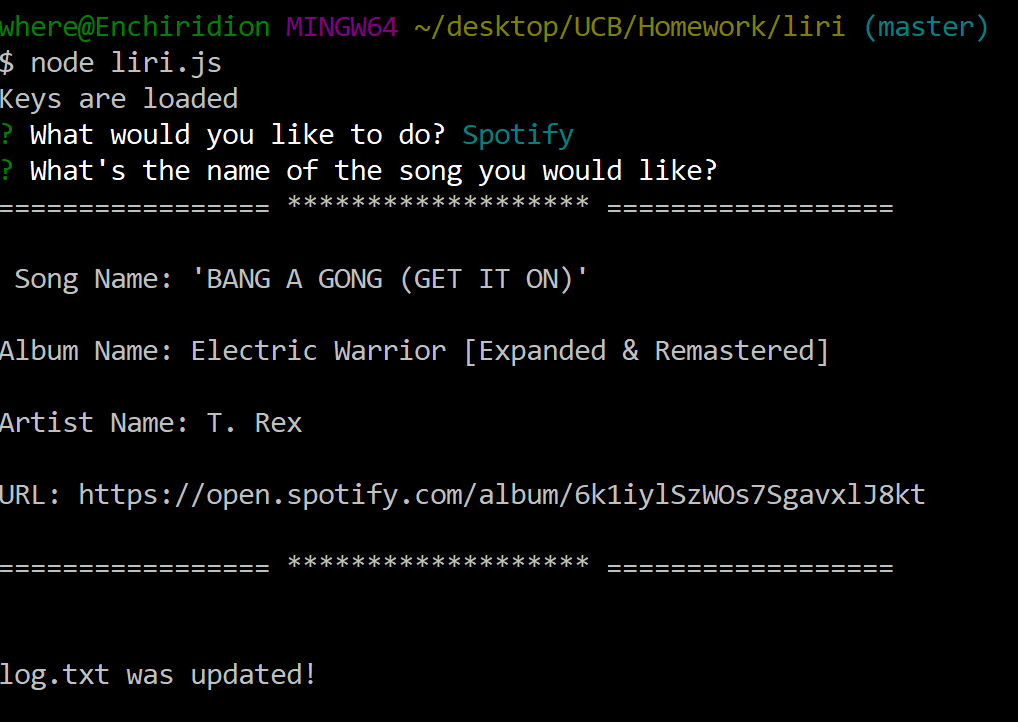 where@Enchiridion MINGW64 ~/desktop/UCB/Homework/liri (master)
$ node liri.js
Keys are loaded
? What would you like to do? Spotify
? What's the name of the song you would like?
================= ******************* ==================
Song Name: 'BANG A GONG (GET IT ON)'
Album Name: Electric Warrior [Expanded & Remastered]
Artist Name: T. Rex
URL: https://open.spotify.com/album/6k1iylSzWOs7SgavxlJ8kt
================= ******************* ==================
log.txt was updated!